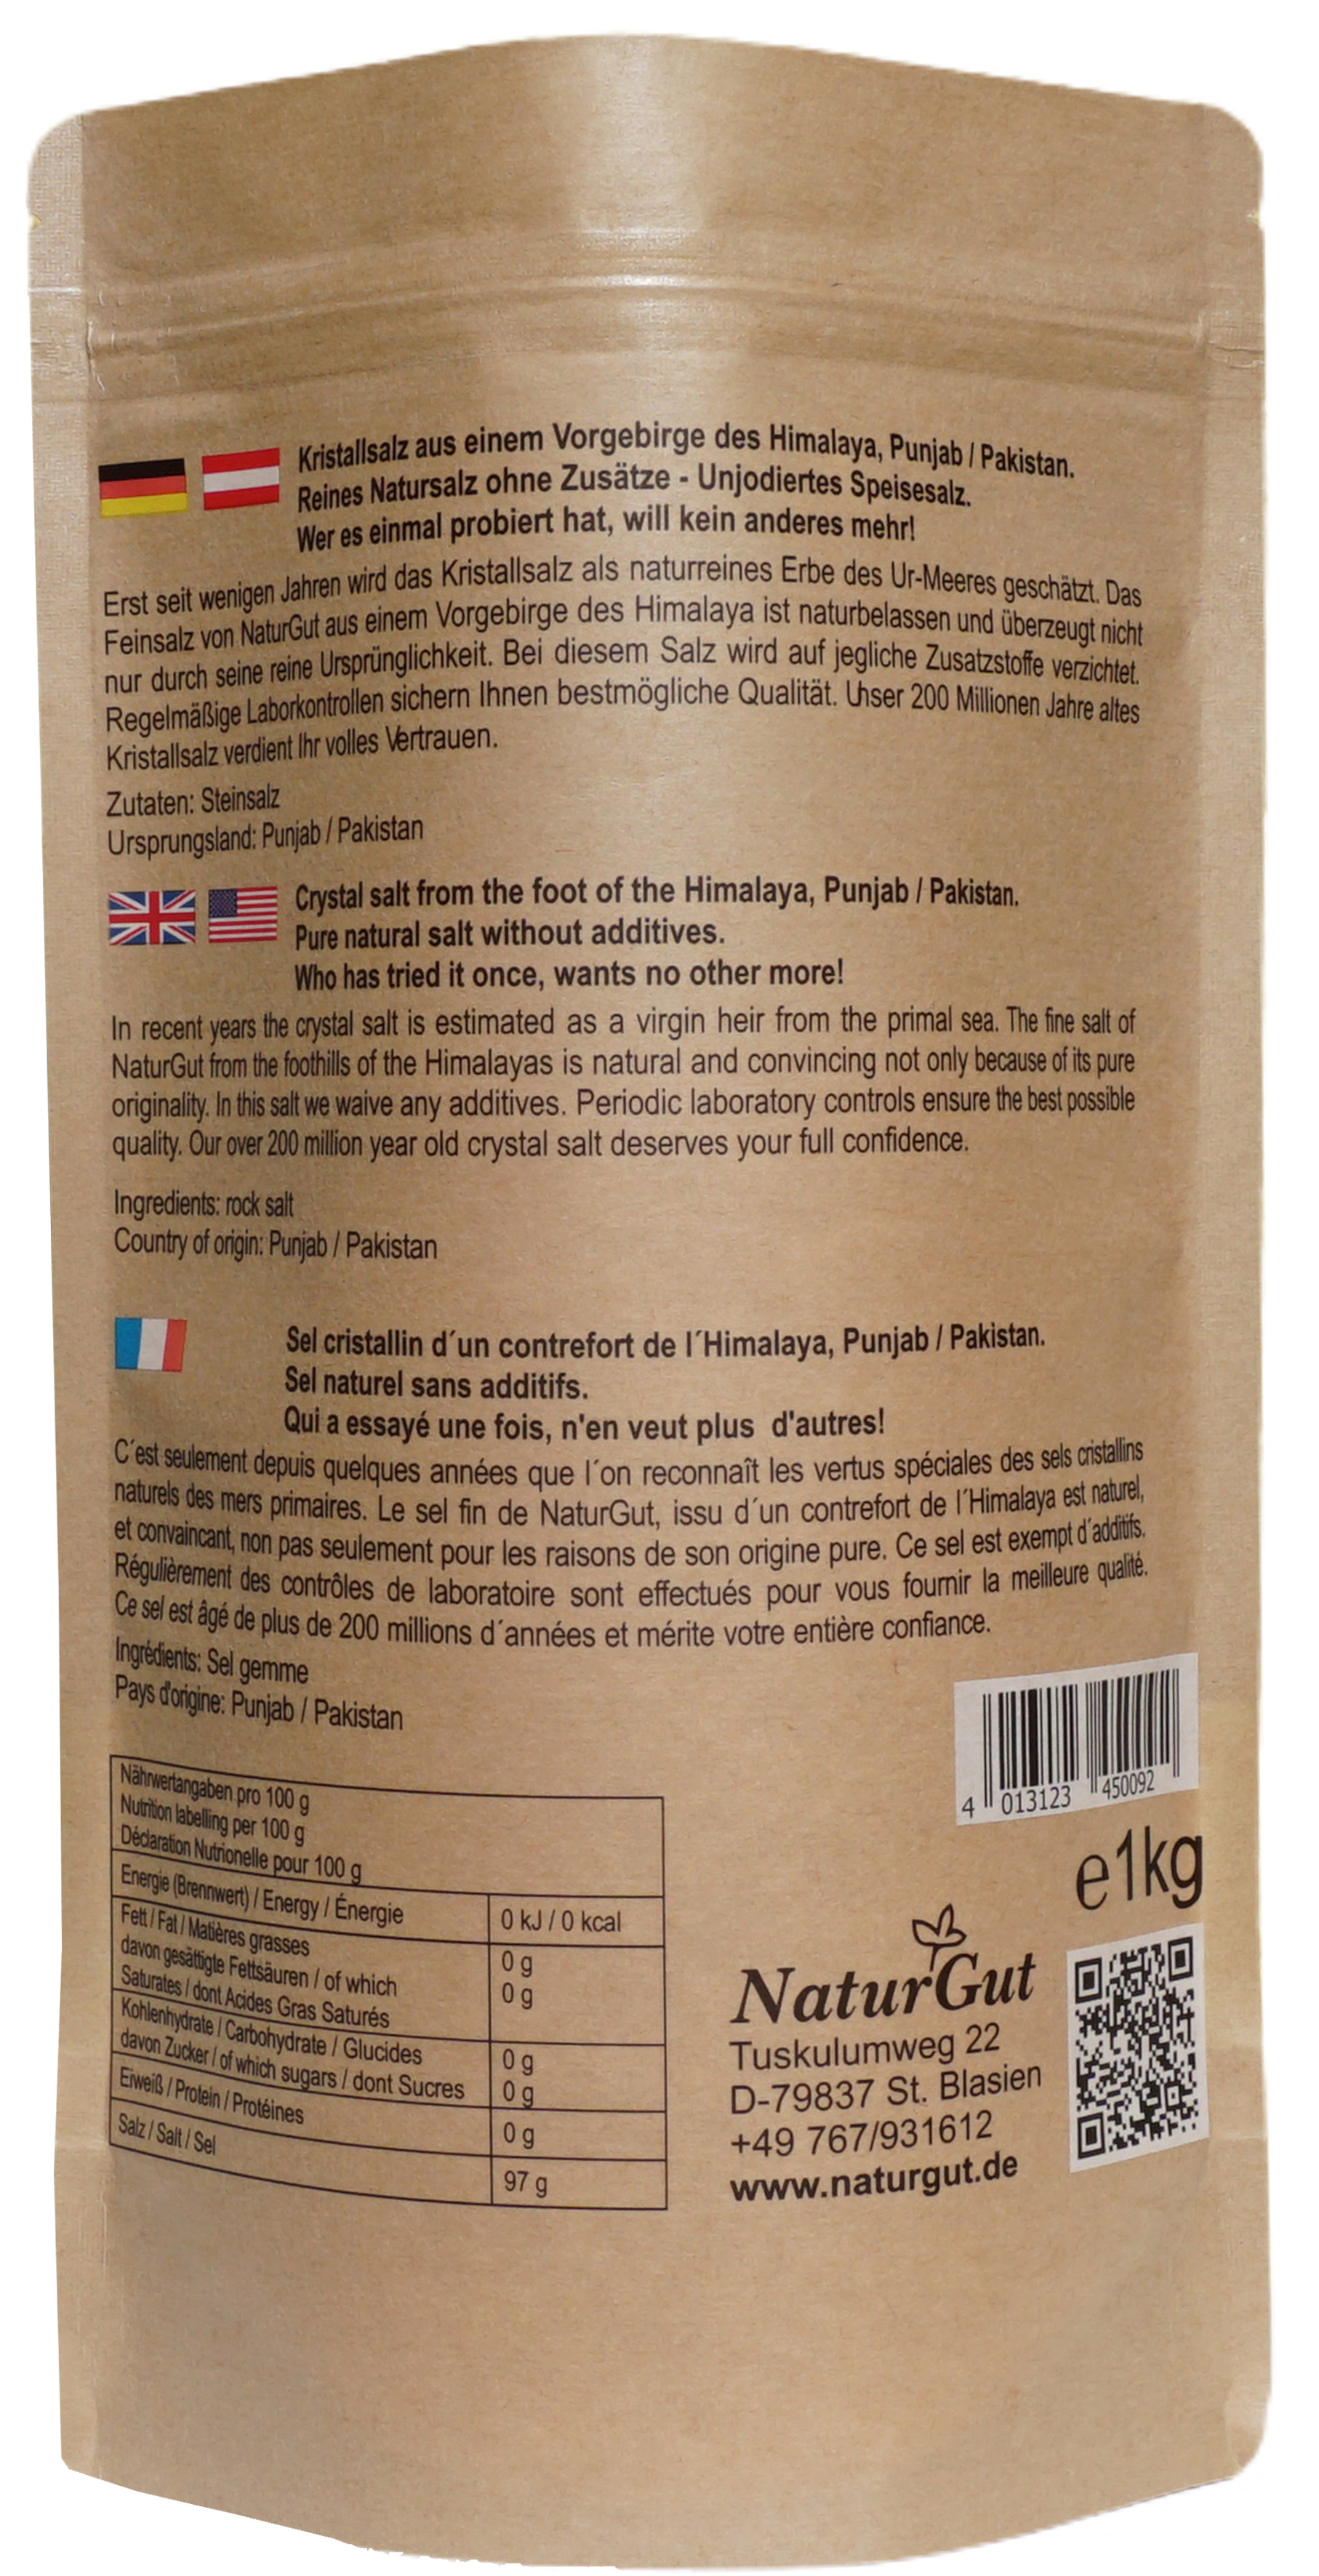 Kristallsalz aus einem Vorgebirge des Himalaya, Punjab / Pakistan.
Reines Natursalz ohne Zusätze - Unjodiertes Speisesalz.
Wer es einmal probiert hat, will kein anderes mehr!
Erst seit wenigen Jahren wird das Kristallsalz als naturreines Erbe des Ur-Meeres geschätzt. Das
Feinsalz von NaturGut aus einem Vorgebirge des Himalaya ist naturbelassen und überzeugt nicht
nur durch seine reine Ursprünglichkeit. Bei diesem Salz wird auf jegliche Zusatzstoffe verzichtet.
Regelmäßige Laborkontrollen sichern Ihnen bestmögliche Qualität. Unser 200 Millionen Jahre altes
Kristallsalz verdient Ihr volles Vertrauen.
Zutaten: Steinsalz
Ursprungsland: Punjab / Pakistan
Crystal salt from the foot of the Himalaya, Punjab / Pakistan.
Pure natural salt without additives.
Who has tried it once, wants no other more!
In recent years the crystal salt is estimated as a virgin heir from the primal sea. The fine salt of
NaturGut from the foothills of the Himalayas is natural and convincing not only because of its pure
originality. In this salt we waive any additives. Periodic laboratory controls ensure the best possible
quality. Our over 200 million year old crystal salt deserves your full confidence.
Ingredients: rock salt
Country of origin: Punjab / Pakistan
Sel cristallin d´un contrefort de l´Himalaya, Punjab / Pakistan.
Sel naturel sans additifs.
Qui a essayé une fois, n'en veut plus d'autres!
C´est seulement depuis quelques années que l´on reconnaît les vertus spéciales des sels cristallins
naturels des mers primaires. Le sel fin de NaturGut, issu d´un contrefort de l´Himalaya est naturel,
et convaincant, non pas seulement pour les raisons de son origine pure. Ce sel est exempt d´additifs.
Régulièrement des contrôles de laboratoire sont effectués pour vous fournir la meilleure qualité.
Ce sel est âgé de plus de 200 millions d´années et mérite votre entière confiance.
Ingrédients: Sel gemme
Pays d'origine: Punjab / Pakistan
Nährwertangaben pro 100 g
Nutrition labelling per 100 g
Déclaration Nutrionelle pour 100 g
Energie (Brennwert) / Energy / Énergie 0 kJ / 0 kcal
Fett / Fat / Matières grasses 0 g
davon gesättigte Fettsäuren / of which 0 g
Saturates / dont Acides Gras Saturés
Kohlenhydrate / Carbohydrate / Glucides 0 g
davon Zucker / of which sugars / dont Sucres 0 g
Eiweiß / Protein / Protéines 0 g
Salz / Salt / Sel 97 g
4 013123 450092
e1kg
NaturGut
Tuskulumweg 22
D-79837 St. Blasien
+49 767/931612
www.naturgut.de